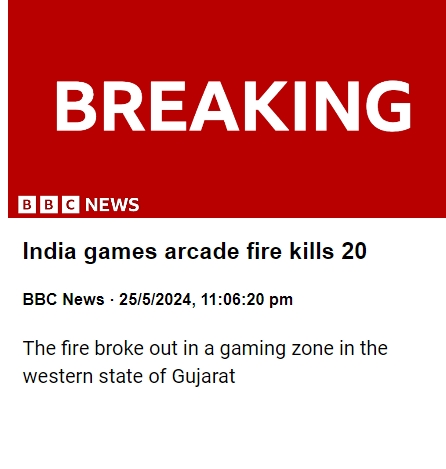 BREAKING
BBC NEWS
India games arcade fire kills 20
BBC News · 25/5/2024, 11:06:20 pm
The fire broke out in a gaming zone in the
western state of Gujarat